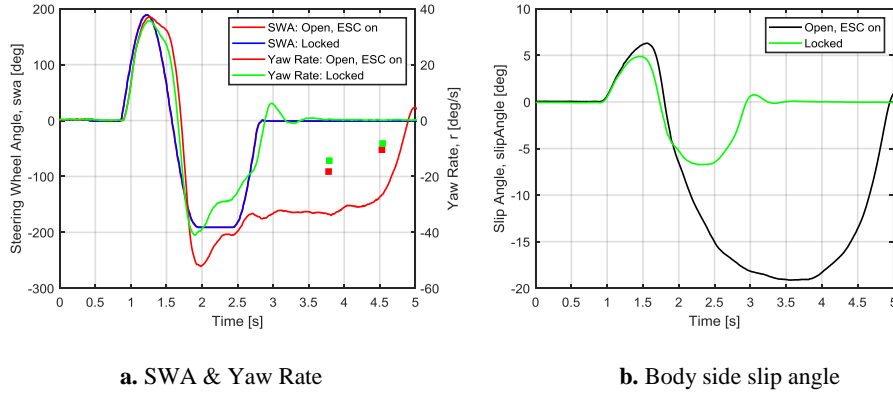 200
100
0
-100
-200
-300
Steering Wheel Angle, swa [deg]
SWA: Open, ESC on
SWA: Locked
Yaw Rate: Open, ESC on
Yaw Rate: Locked
40
20
0
-20
-40
-60
Yaw Rate, r [deg/s]
0 0.5 1 1.5 2 2.5 3 3.5 4 4.5 5
Time [s]
a. SWA & Yaw Rate
10
5
0
-5
-10
-15
-20
Slip Angle, slipAngle [deg]
Open, ESC on
Locked
0 0.5 1 1.5 2 2.5 3 3.5 4 4.5 5
Time [s]
b. Body side slip angle